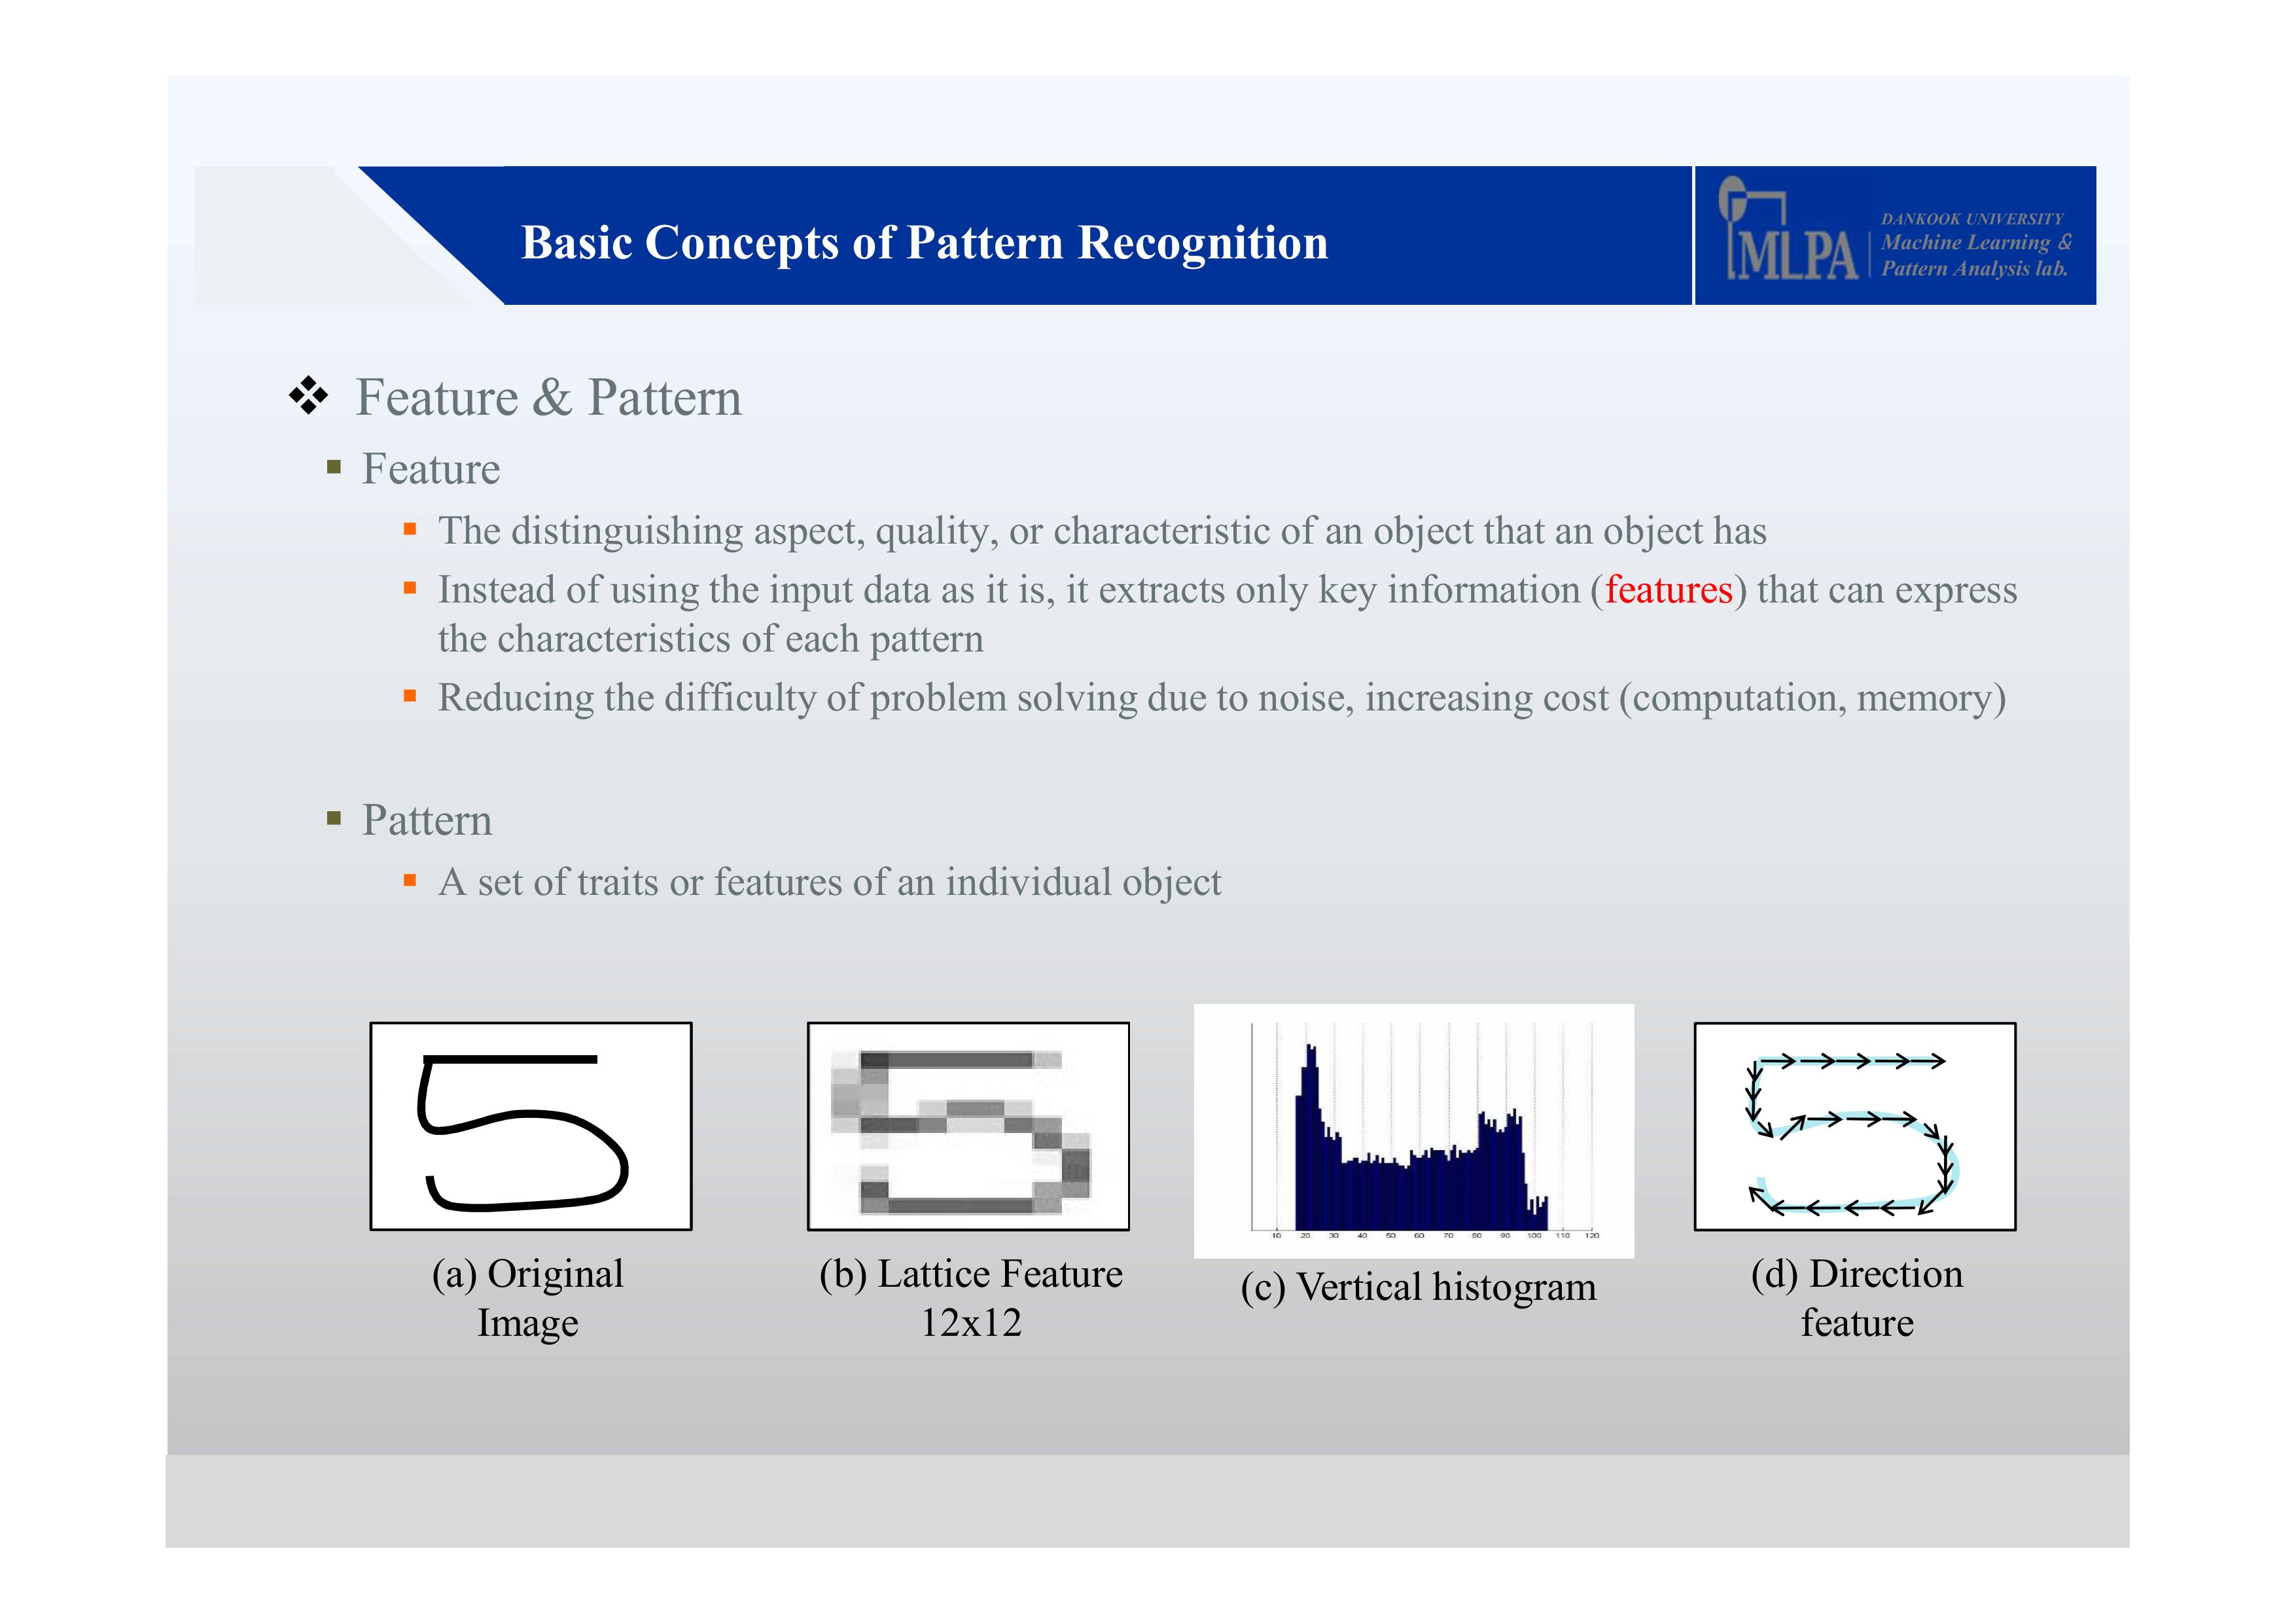 Basic Concepts of Pattern Recognition
MLPA
DANKOOK UNIVERSITY
Machine Learning &
Pattern Analysis lab.
❖ Feature & Pattern
▪ Feature
▪ The distinguishing aspect, quality, or characteristic of an object that an object has
▪ Instead of using the input data as it is, it extracts only key information (features) that can express
the characteristics of each pattern
▪ Reducing the difficulty of problem solving due to noise, increasing cost (computation, memory)
▪ Pattern
▪ A set of traits or features of an individual object
10 20 30 40 50 60 70 80 90 100 110 120
(a) Original
Image
(b) Lattice Feature
12x12
(c) Vertical histogram
(d) Direction
feature